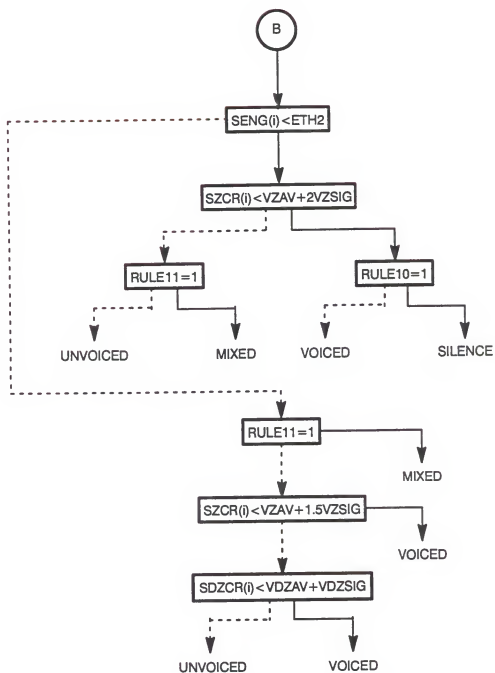 B
SENG(i)<ETH2
SZCR(i)<VZAV+2VZSIG
RULE11=1
RULE10=1
UNVOICED
MIXED
VOICED
SILENCE
RULE11=1
MIXED
SZCR(i)<VZAV+1.5VZSIG
VOICED
SDZCR(i)<VDZAV+VDZSIG
UNVOICED
VOICED